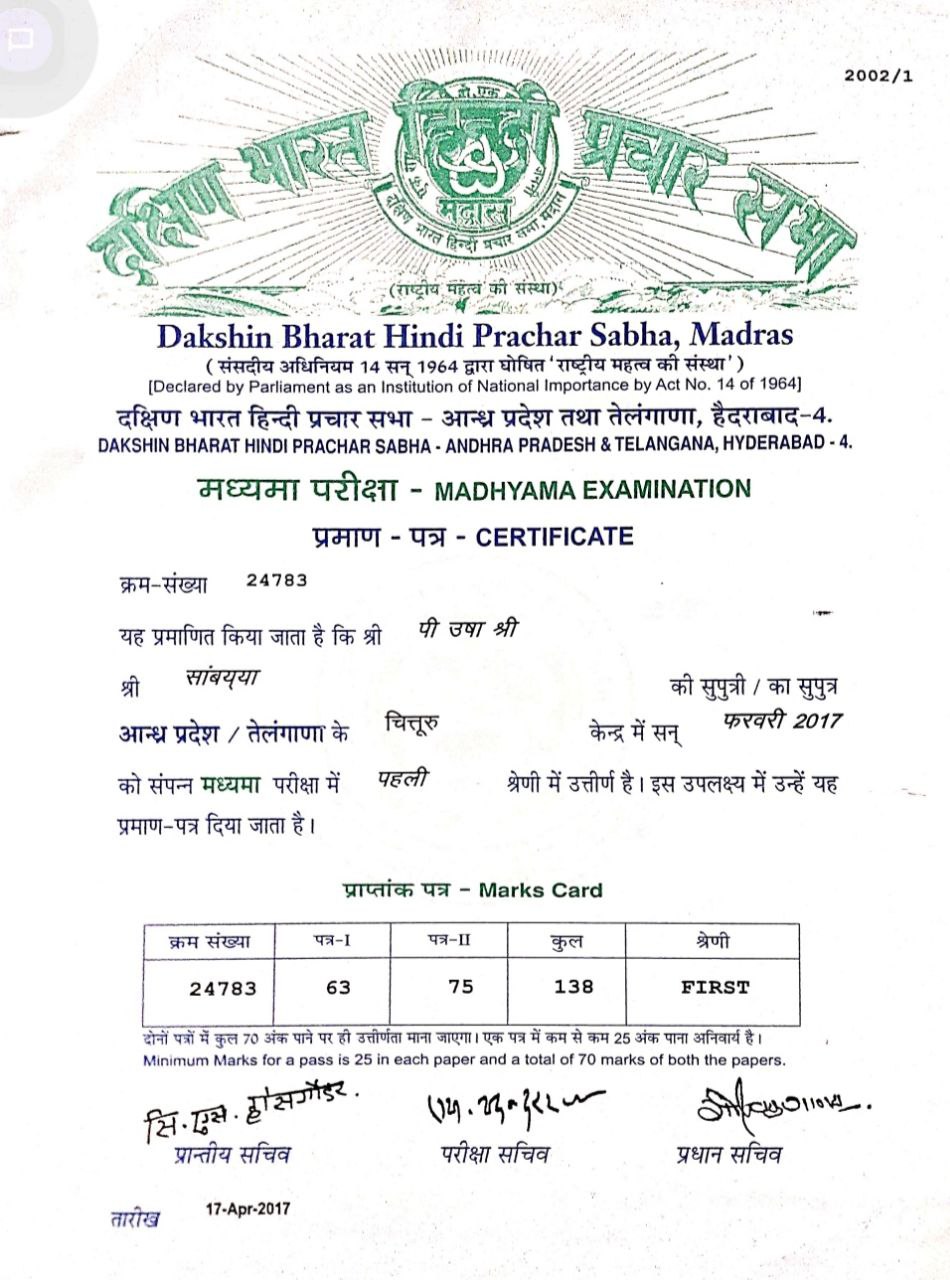 2002/1
दक्षिण भारत हिन्दी प्रचार सभा
मद्रास
दक्षिण भारत हिन्दी प्रचार सभा, मद्रास
(राष्ट्रीय महत्व की संस्था)
Dakshin Bharat Hindi Prachar Sabha, Madras
( संसदीय अधिनियम 14 सन् 1964 द्वारा घोषित ' राष्ट्रीय महत्व की संस्था ' )
[Declared by Parliament as an Institution of National Importance by Act No. 14 of 1964]
दक्षिण भारत हिन्दी प्रचार सभा - आन्ध्र प्रदेश तथा तेलंगाणा, हैदराबाद-4.
DAKSHIN BHARAT HINDI PRACHAR SABHA - ANDHRA PRADESH & TELANGANA, HYDERABAD - 4.
मध्यमा परीक्षा - MADHYAMA EXAMINATION
प्रमाण - पत्र - CERTIFICATE
क्रम-संख्या 24783
यह प्रमाणित किया जाता है कि श्री पी उषा श्री
श्री सांबय्या की सुपुत्री / का सुपुत्र
आन्ध्र प्रदेश / तेलंगाणा के चित्तूरु केन्द्र में सन् फरवरी 2017
को संपन्न मध्यमा परीक्षा में पहली श्रेणी में उत्तीर्ण है। इस उपलक्ष्य में उन्हें यह
प्रमाण-पत्र दिया जाता है।
प्राप्तांक पत्र - Marks Card
क्रम संख्या पत्र-I पत्र-II कुल श्रेणी
24783 63 75 138 FIRST
दोनों पत्रों में कुल 70 अंक पाने पर ही उत्तीर्णता माना जाएगा। एक पत्र में कम से कम 25 अंक पाना अनिवार्य है।
Minimum Marks for a pass is 25 in each paper and a total of 70 marks of both the papers.
प्रान्तीय सचिव परीक्षा सचिव प्रधान सचिव
तारीख 17-Apr-2017